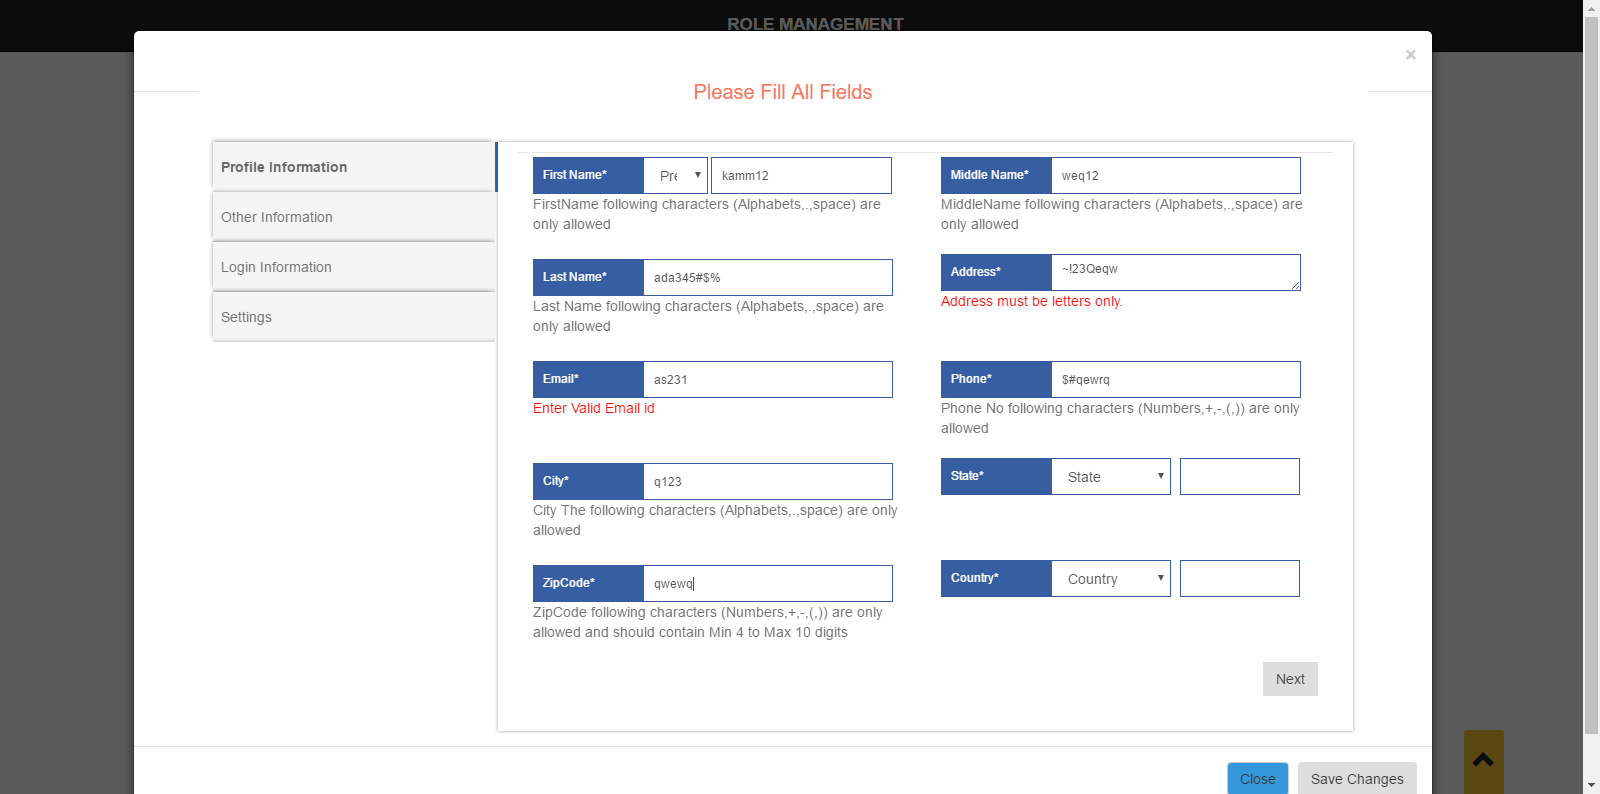 ROLE MANAGEMENT
×
Please Fill All Fields
Profile Information
Other Information
Login Information
Settings
First Name*
Pre
kamm12
FirstName following characters (Alphabets,.,space) are
only allowed
Middle Name*
weq12
MiddleName following characters (Alphabets,.,space) are
only allowed
Last Name*
ada345#$%
Last Name following characters (Alphabets,.,space) are
only allowed
Address*
~!23Qeqw
Address must be letters only.
Email*
as231
Enter Valid Email id
Phone*
$#qewrq
Phone No following characters (Numbers,+,-,(,)) are only
allowed
City*
q123
City The following characters (Alphabets,.,space) are only
allowed
State*
State
ZipCode*
qwewq
ZipCode following characters (Numbers,+,-,(,)) are only
allowed and should contain Min 4 to Max 10 digits
Country*
Country
Next
Close
Save Changes